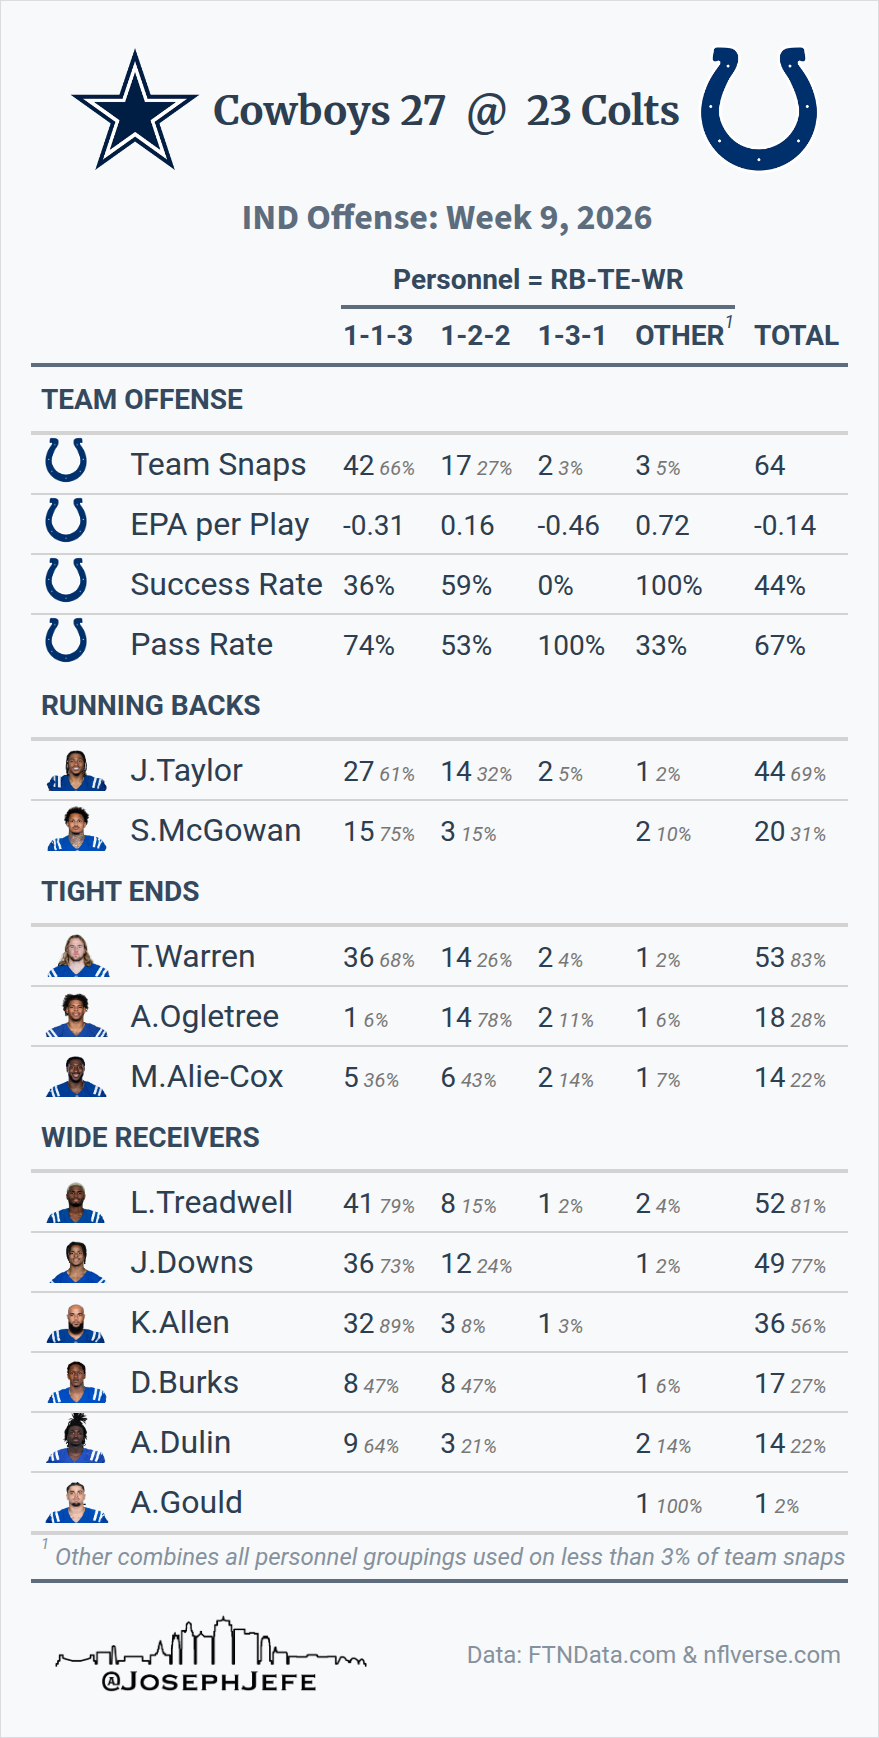 Cowboys 27 @ 23 Colts
IND Offense: Week 9, 2026
Personnel = RB-TE-WR
1-1-3 1-2-2 1-3-1 OTHER1 TOTAL
TEAM OFFENSE
Team Snaps 42 66% 17 27% 2 3% 3 5% 64
EPA per Play -0.31 0.16 -0.46 0.72 -0.14
Success Rate 36% 59% 0% 100% 44%
Pass Rate 74% 53% 100% 33% 67%
RUNNING BACKS
J.Taylor 27 61% 14 32% 2 5% 1 2% 44 69%
S.McGowan 15 75% 3 15% 2 10% 20 31%
TIGHT ENDS
T.Warren 36 68% 14 26% 2 4% 1 2% 53 83%
A.Ogletree 1 6% 14 78% 2 11% 1 6% 18 28%
M.Alie-Cox 5 36% 6 43% 2 14% 1 7% 14 22%
WIDE RECEIVERS
L.Treadwell 41 79% 8 15% 1 2% 2 4% 52 81%
J.Downs 36 73% 12 24% 1 2% 49 77%
K.Allen 32 89% 3 8% 1 3% 36 56%
D.Burks 8 47% 8 47% 1 6% 17 27%
A.Dulin 9 64% 3 21% 2 14% 14 22%
A.Gould 1 100% 1 2%
1 Other combines all personnel groupings used on less than 3% of team snaps
@JosephJefe
Data: FTNData.com & nflverse.com